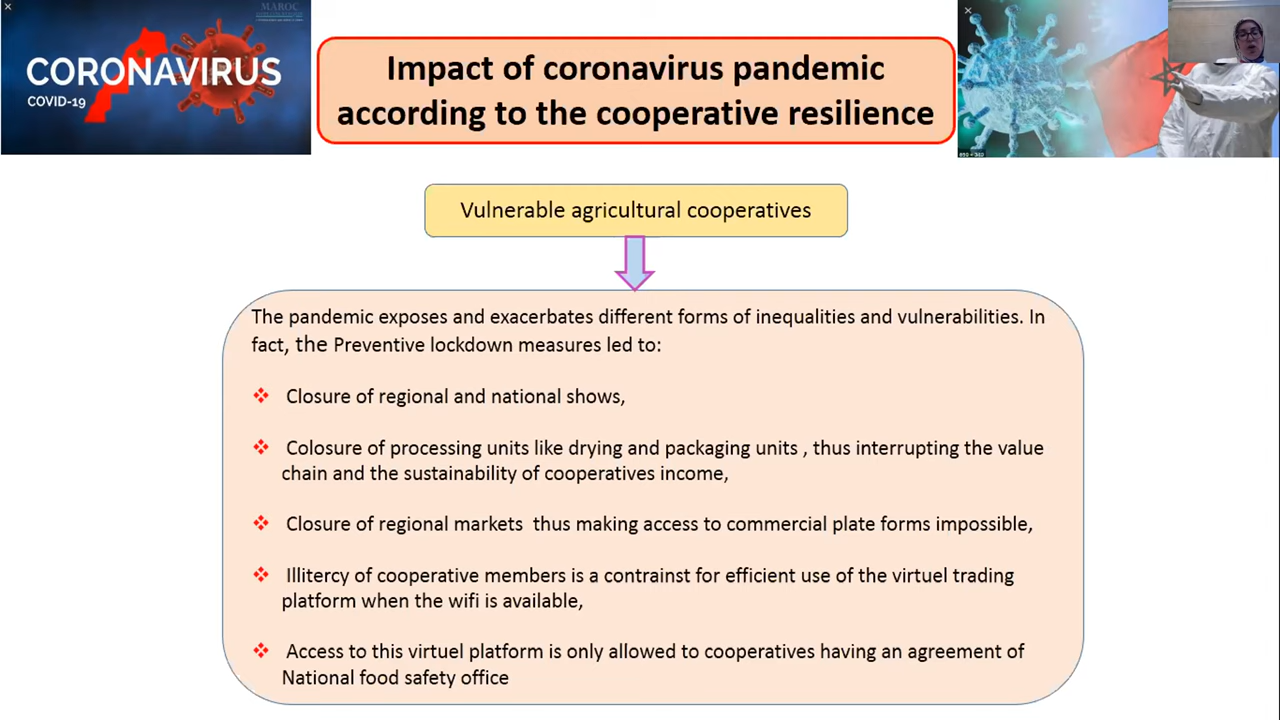 MAROC
CORONAVIRUS
COVID-19
Impact of coronavirus pandemic
according to the cooperative resilience
Vulnerable agricultural cooperatives
The pandemic exposes and exacerbates different forms of inequalities and vulnerabilities. In
fact, the Preventive lockdown measures led to:
Closure of regional and national shows,
Colosure of processing units like drying and packaging units , thus interrupting the value
chain and the sustainability of cooperatives income,
Closure of regional markets thus making access to commercial plate forms impossible,
Illitercy of cooperative members is a contrainst for efficient use of the virtuel trading
platform when the wifi is available,
Access to this virtuel platform is only allowed to cooperatives having an agreement of
National food safety office